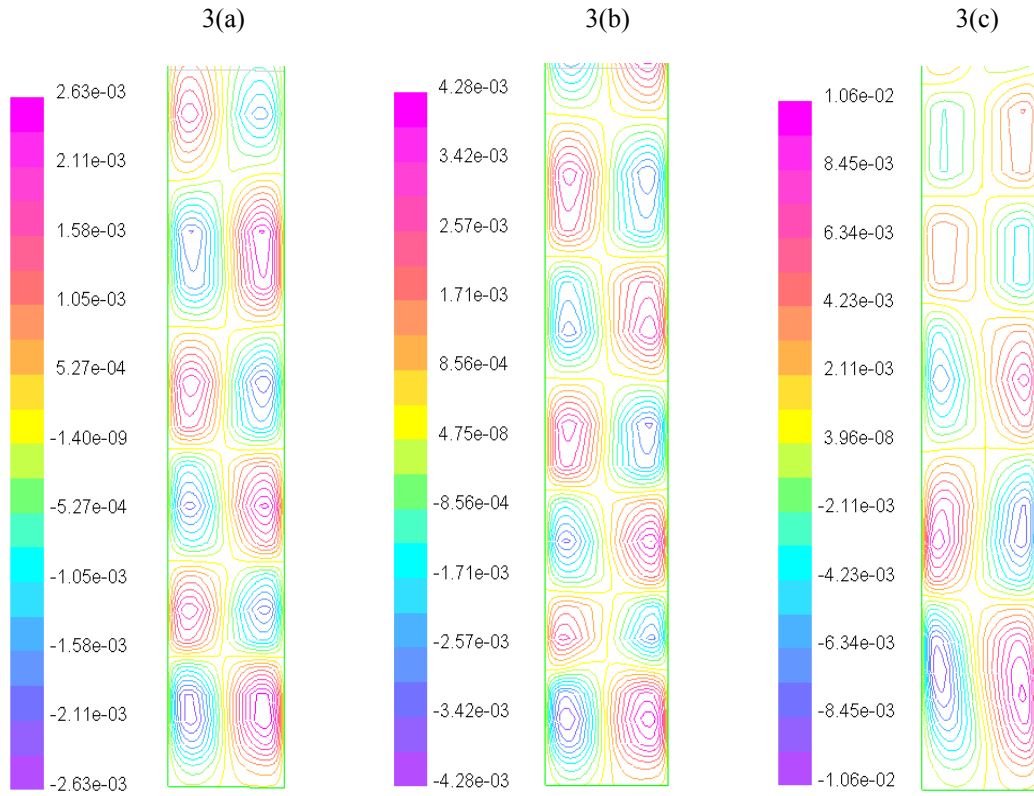 3(a)
3(b)
3(c)
2.63e-03
2.11e-03
1.58e-03
1.05e-03
5.27e-04
-1.40e-09
-5.27e-04
-1.05e-03
-1.58e-03
-2.11e-03
-2.63e-03
4.28e-03
3.42e-03
2.57e-03
1.71e-03
8.56e-04
4.75e-08
-8.56e-04
-1.71e-03
-2.57e-03
-3.42e-03
-4.28e-03
1.06e-02
8.45e-03
6.34e-03
4.23e-03
2.11e-03
3.96e-08
-2.11e-03
-4.23e-03
-6.34e-03
-8.45e-03
-1.06e-02